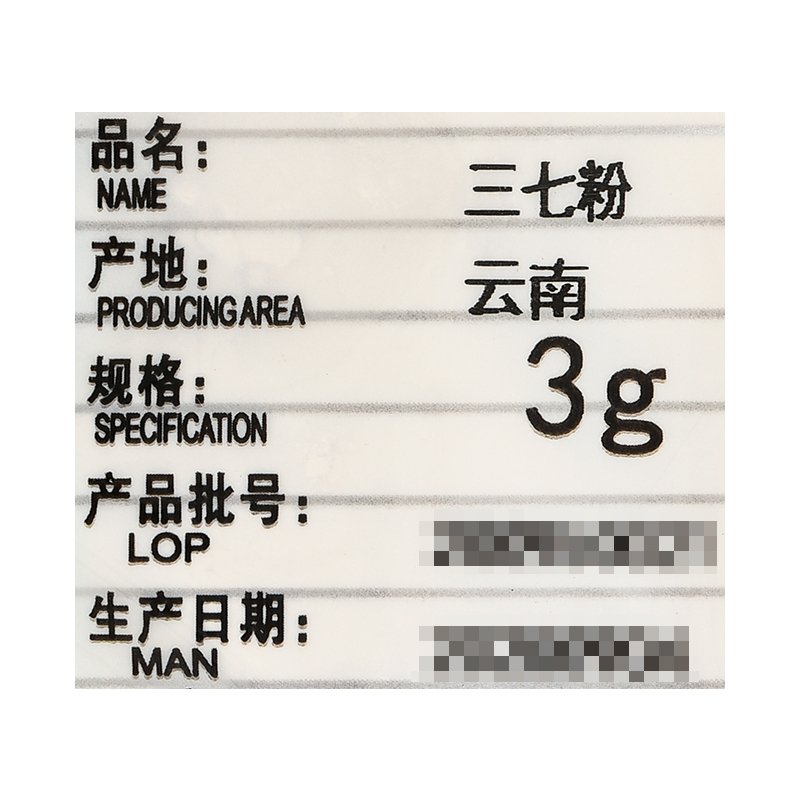 品名: 三七粉
NAME
产地: 云南
PRODUCINGAREA
规格: 3g
SPECIFICATION
产品批号:
LOP
生产日期:
MAN